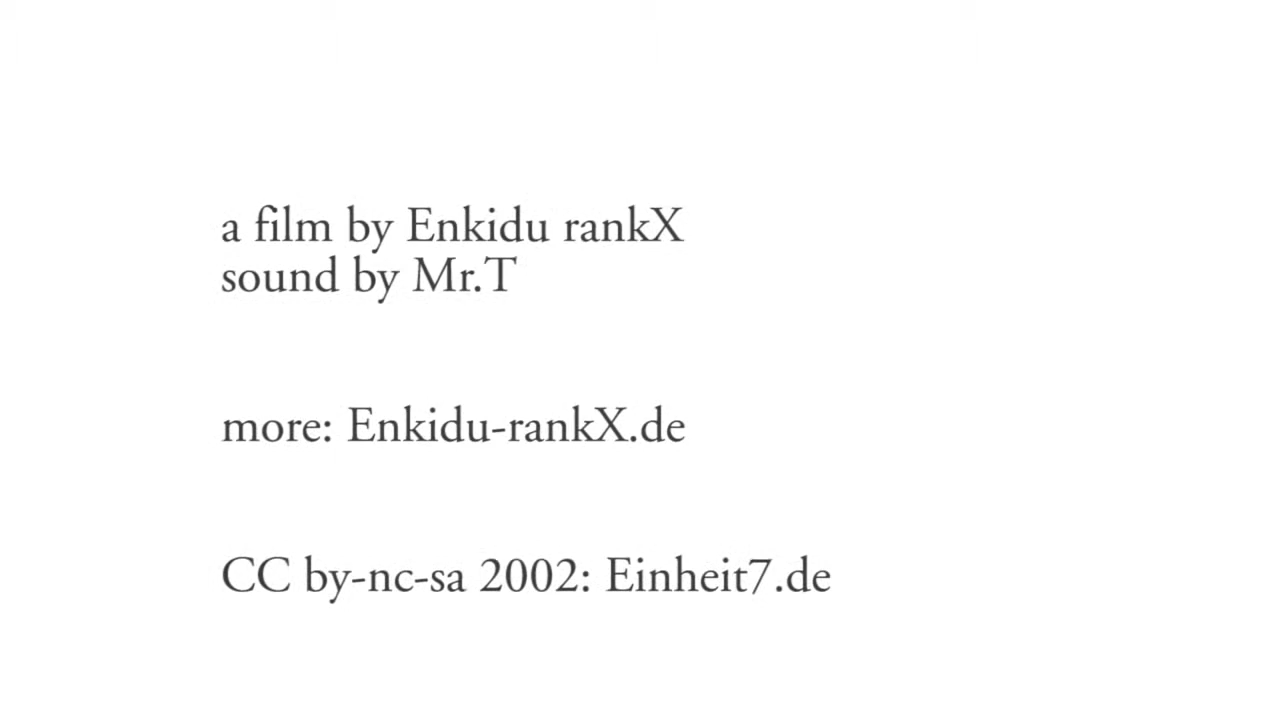 a film by Enkidu rankX
sound by Mr.T
more: Enkidu-rankX.de
CC by-nc-sa 2002: Einheit7.de